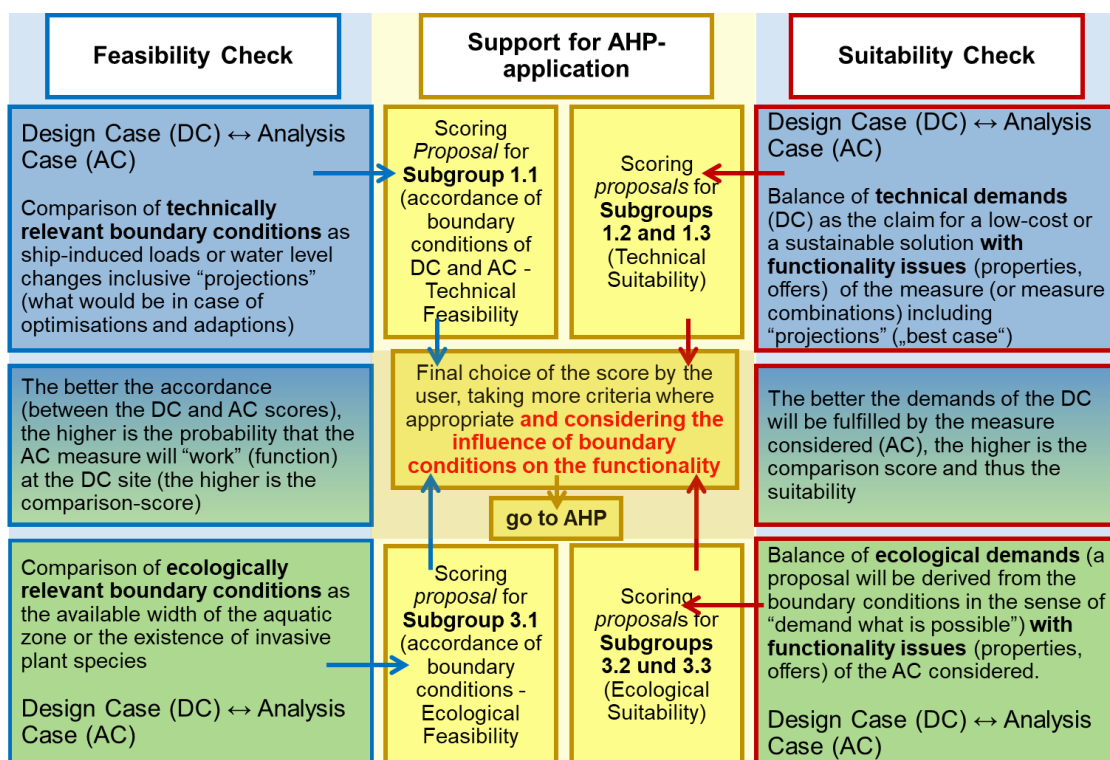 Feasibility Check
Support for AHP-
application
Suitability Check
Design Case (DC) ↔ Analysis
Case (AC)
Comparison of technically
relevant boundary conditions as
ship-induced loads or water level
changes inclusive “projections”
(what would be in case of
optimisations and adaptions)
Scoring
Proposal for
Subgroup 1.1
(accordance of
boundary
conditions of
DC and AC -
Technical
Feasibility
Scoring
proposals for
Subgroups
1.2 and 1.3
(Technical
Suitability)
Design Case (DC) ↔ Analysis
Case (AC)
Balance of technical demands
(DC) as the claim for a low-cost or
a sustainable solution with
functionality issues (properties,
offers) of the measure (or measure
combinations) including
“projections” („best case“)
The better the accordance
(between the DC and AC scores),
the higher is the probability that the
AC measure will “work” (function)
at the DC site (the higher is the
comparison-score)
Final choice of the score by the
user, taking more criteria where
appropriate and considering the
influence of boundary
conditions on the functionality
go to AHP
The better the demands of the DC
will be fulfilled by the measure
considered (AC), the higher is the
comparison score and thus the
suitability
Comparison of ecologically
relevant boundary conditions as
the available width of the aquatic
zone or the existence of invasive
plant species
Design Case (DC) ↔ Analysis
Case (AC)
Scoring
proposal for
Subgroup 3.1
(accordance of
boundary
conditions -
Ecological
Feasibility
Scoring
proposals for
Subgroups
3.2 und 3.3
(Ecological
Suitability)
Balance of ecological demands (a
proposal will be derived from the
boundary conditions in the sense of
“demand what is possible”) with
functionality issues (properties,
offers) of the AC considered.
Design Case (DC) ↔ Analysis
Case (AC)